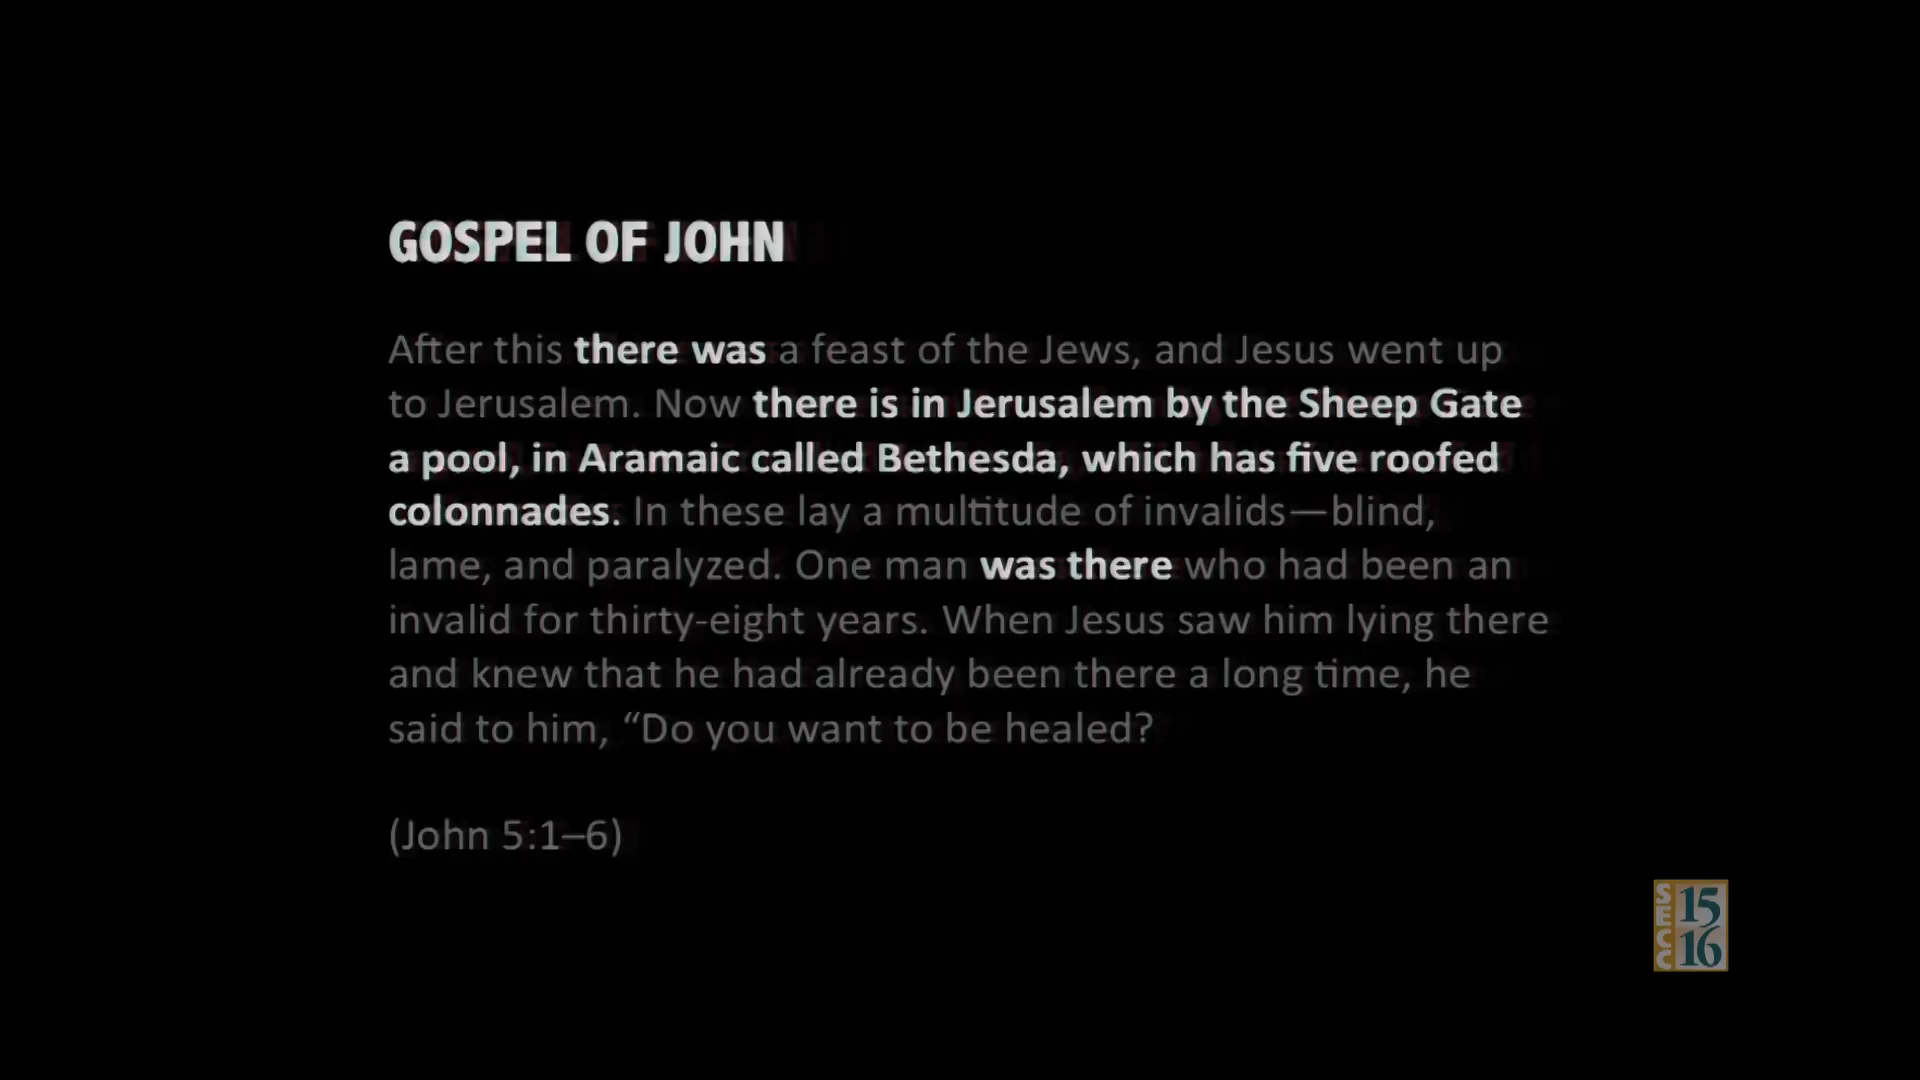 GOSPEL OF JOHN
After this there was a feast of the Jews, and Jesus went up
to Jerusalem. Now there is in Jerusalem by the Sheep Gate
a pool, in Aramaic called Bethesda, which has five roofed
colonnades. In these lay a multitude of invalids—blind,
lame, and paralyzed. One man was there who had been an
invalid for thirty-eight years. When Jesus saw him lying there
and knew that he had already been there a long time, he
said to him, “Do you want to be healed?
(John 5:1–6)
SECC
15
16